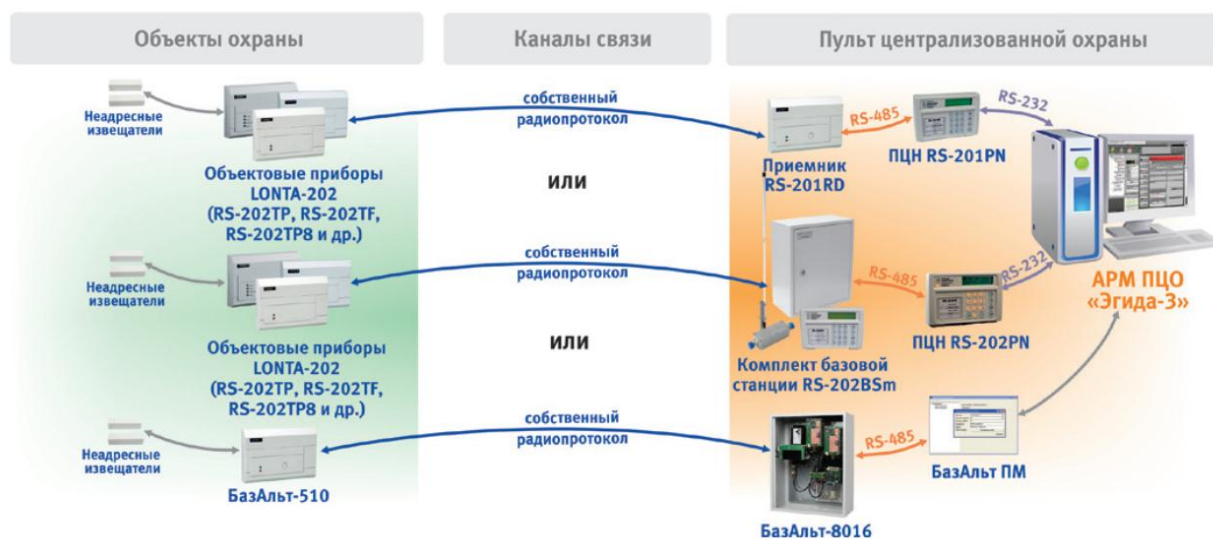 Объекты охраны
Каналы связи
Пульт централизованной охраны
Неадресные
извещатели
Объектовые приборы
LONTA-202
(RS-202TP, RS-202TF,
RS-202TP8 и др.)
собственный
радиопротокол
Приемник
RS-201RD
RS-485
ПЦН RS-201PN
RS-232
ИЛИ
Неадресные
извещатели
Объектовые приборы
LONTA-202
(RS-202TP, RS-202TF,
RS-202TP8 и др.)
собственный
радиопротокол
Комплект базовой
станции RS-202BSm
RS-485
ПЦН RS-202PN
RS-232
АРМ ПЦО
«Эгида-3»
ИЛИ
Неадресные
извещатели
БазАльт-510
собственный
радиопротокол
БазАльт-8016
RS-485
БазАльт ПМ